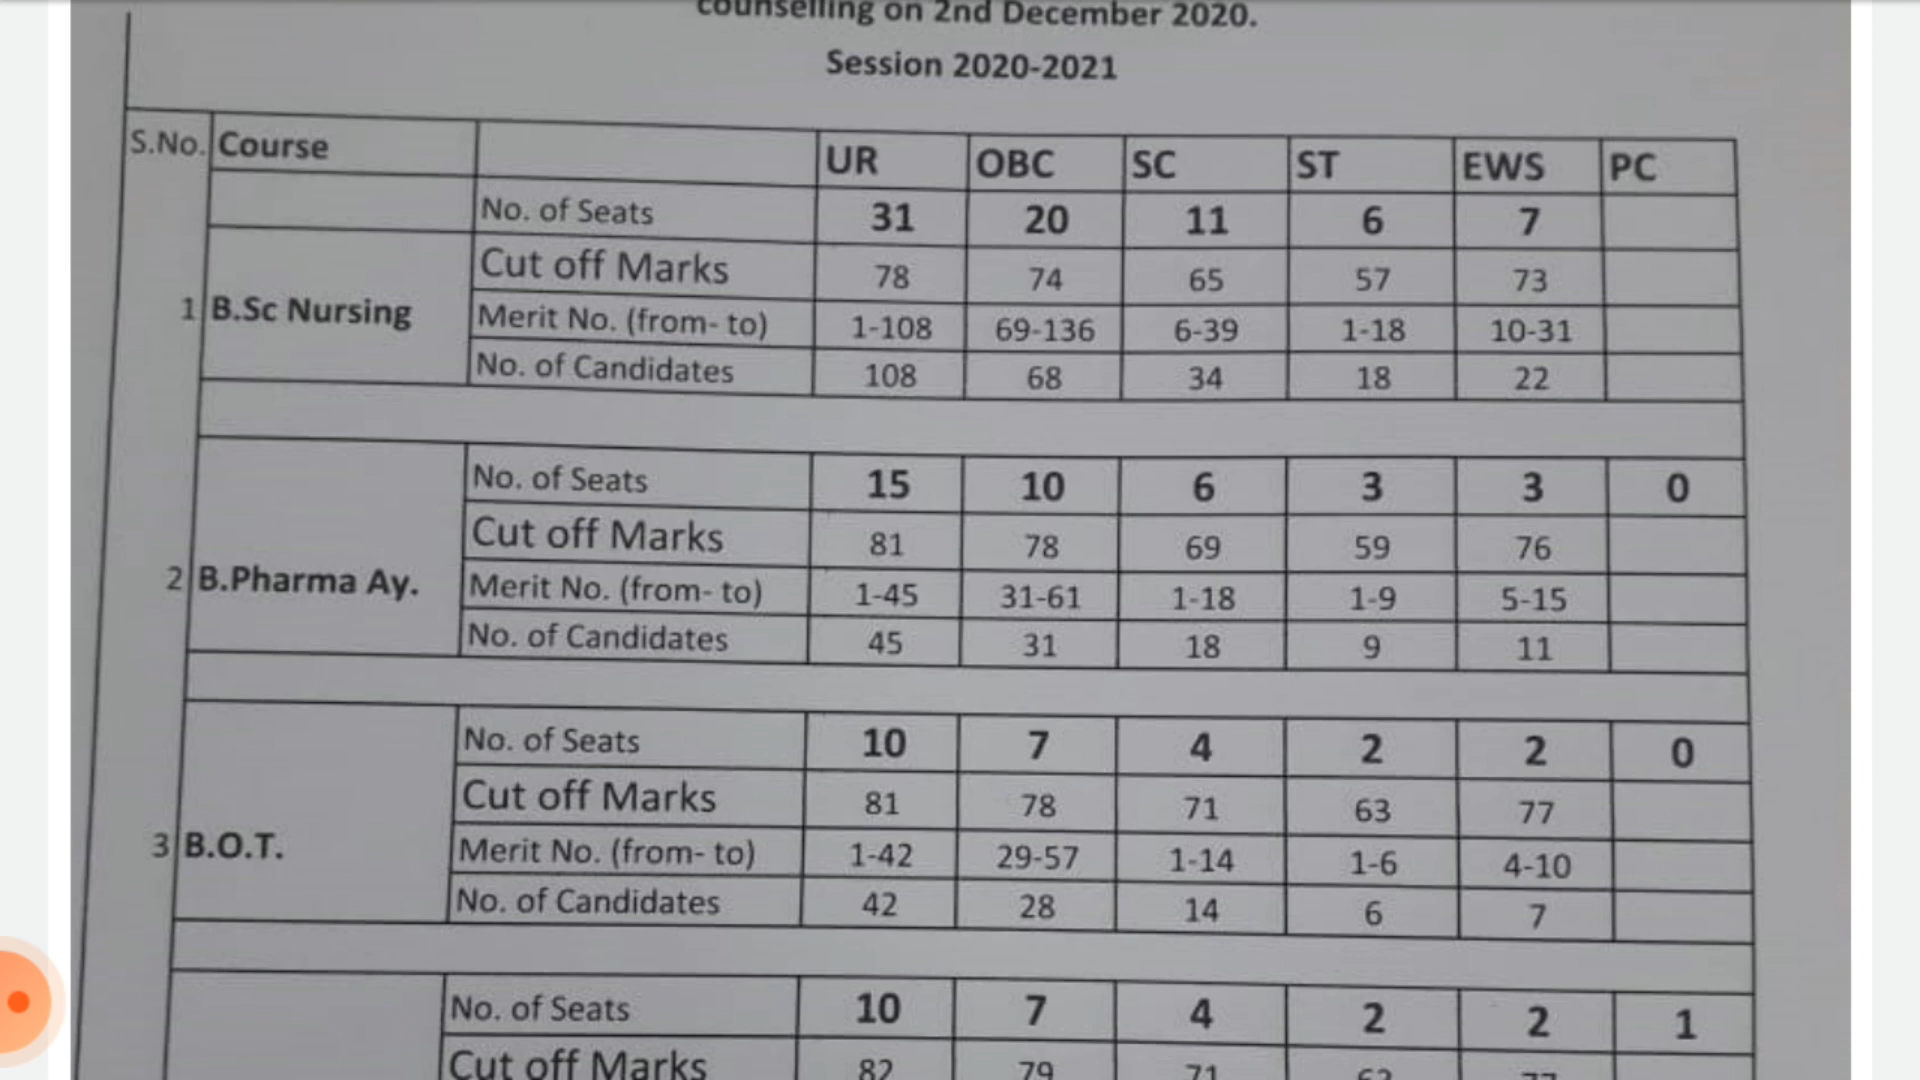 counselling on 2nd December 2020.
Session 2020-2021
S.No. Course UR OBC SC ST EWS PC
No. of Seats 31 20 11 6 7
Cut off Marks 78 74 65 57 73
1 B.Sc Nursing Merit No. (from- to) 1-108 69-136 6-39 1-18 10-31
No. of Candidates 108 68 34 18 22
No. of Seats 15 10 6 3 3 0
Cut off Marks 81 78 69 59 76
2 B.Pharma Ay. Merit No. (from- to) 1-45 31-61 1-18 1-9 5-15
No. of Candidates 45 31 18 9 11
No. of Seats 10 7 4 2 2 0
Cut off Marks 81 78 71 63 77
3 B.O.T. Merit No. (from- to) 1-42 29-57 1-14 1-6 4-10
No. of Candidates 42 28 14 6 7
No. of Seats 10 7 4 2 2 1
Cut off Marks 82 79 71